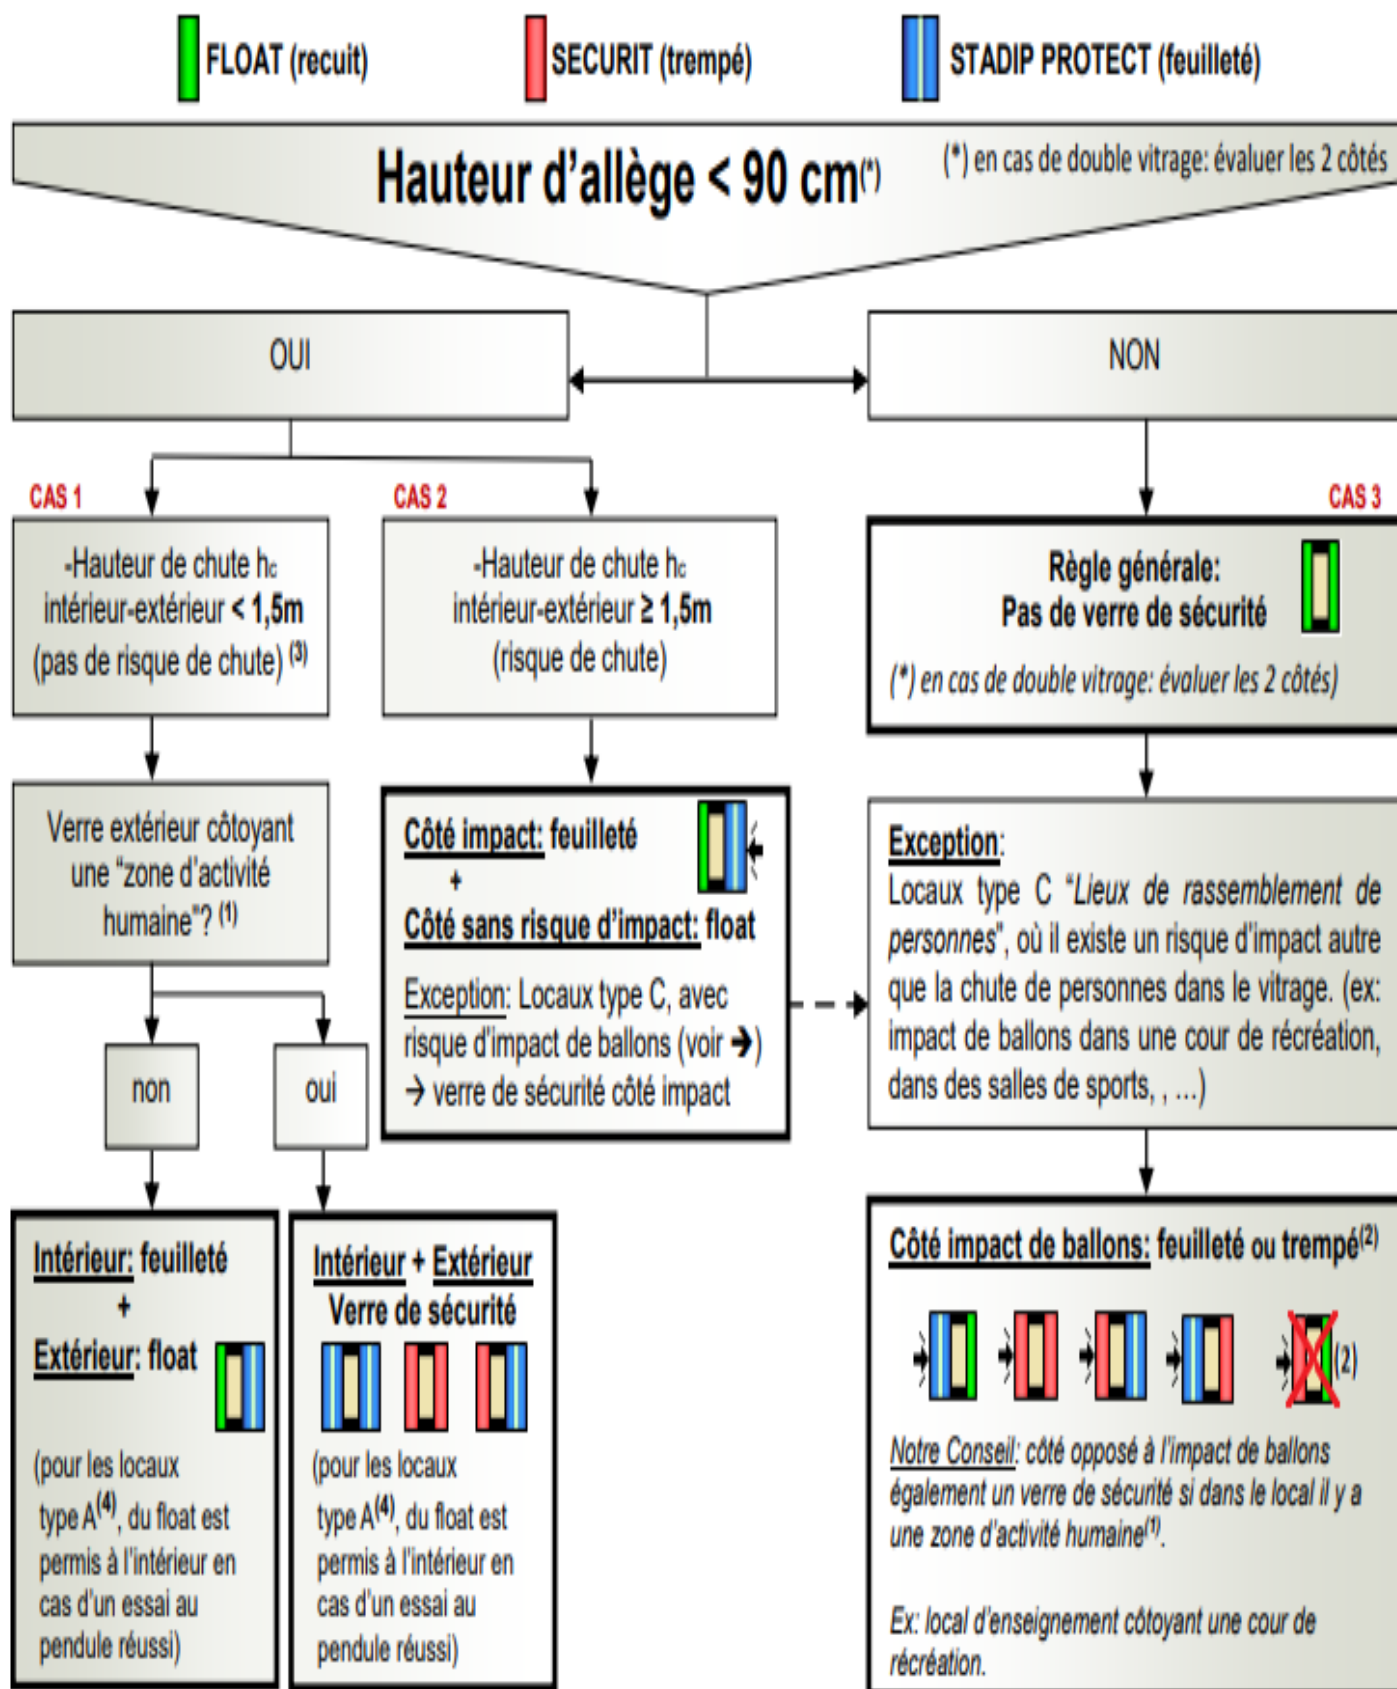 FLOAT (recuit)
SECURIT (trempé)
STADIP PROTECT (feuilleté)
Hauteur d'allège < 90 cm(*)
(*) en cas de double vitrage: évaluer les 2 côtés
OUI
NON
CAS 1
-Hauteur de chute hc
intérieur-extérieur < 1,5m
(pas de risque de chute) (3)
Verre extérieur côtoyant
une "zone d'activité
humaine"? (1)
non
oui
Intérieur: feuilleté
+
Extérieur: float
(pour les locaux
type A(4), du float est
permis à l'intérieur en
cas d'un essai au
pendule réussi)
Intérieur + Extérieur
Verre de sécurité
(pour les locaux
type A(4), du float est
permis à l'intérieur en
cas d'un essai au
pendule réussi)
CAS 2
-Hauteur de chute hc
intérieur-extérieur ≥ 1,5m
(risque de chute)
Côté impact: feuilleté
+
Côté sans risque d'impact: float
Exception: Locaux type C, avec
risque d'impact de ballons (voir ➔)
→ verre de sécurité côté impact
CAS 3
Règle générale:
Pas de verre de sécurité
(*) en cas de double vitrage: évaluer les 2 côtés)
Exception:
Locaux type C "Lieux de rassemblement de
personnes", où il existe un risque d'impact autre
que la chute de personnes dans le vitrage. (ex:
impact de ballons dans une cour de récréation,
dans des salles de sports, , …)
Côté impact de ballons: feuilleté ou trempé(2)
(2)
Notre Conseil: côté opposé à l'impact de ballons
également un verre de sécurité si dans le local il y a
une zone d'activité humaine(1).
Ex: local d'enseignement côtoyant une cour de
récréation.